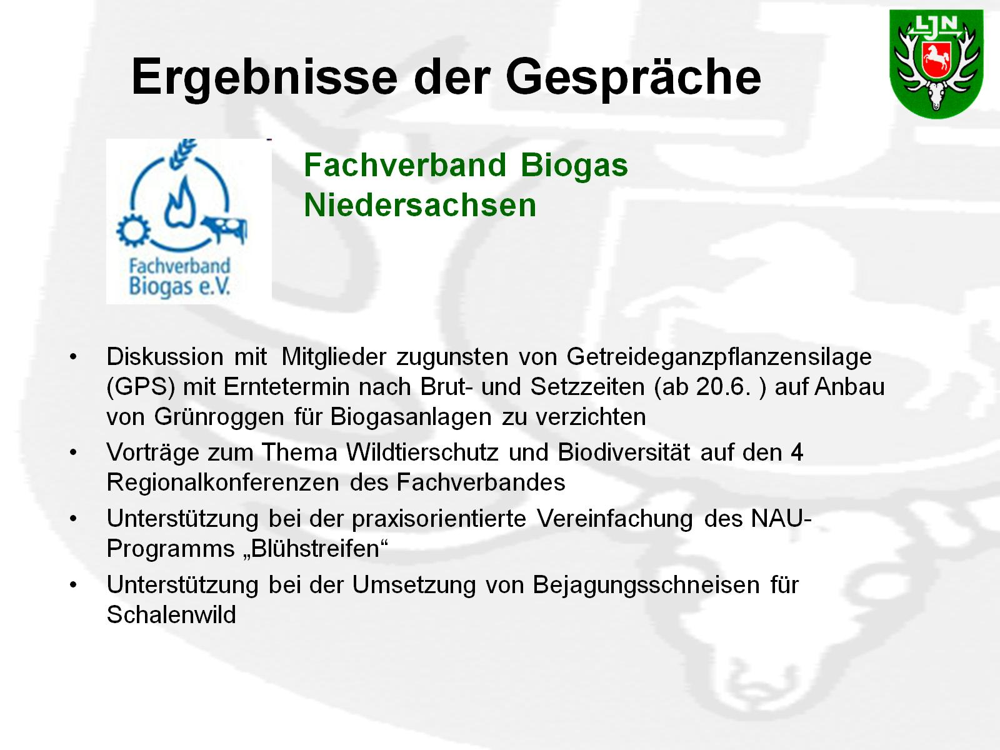 LJN
Ergebnisse der Gespräche
Fachverband Biogas
Niedersachsen
Fachverband
Biogas e.V.
• Diskussion mit Mitglieder zugunsten von Getreideganzpflanzensilage
(GPS) mit Erntetermin nach Brut- und Setzzeiten (ab 20.6. ) auf Anbau
von Grünroggen für Biogasanlagen zu verzichten
• Vorträge zum Thema Wildtierschutz und Biodiversität auf den 4
Regionalkonferenzen des Fachverbandes
• Unterstützung bei der praxisorientierte Vereinfachung des NAU-
Programms „Blühstreifen“
• Unterstützung bei der Umsetzung von Bejagungsschneisen für
Schalenwild